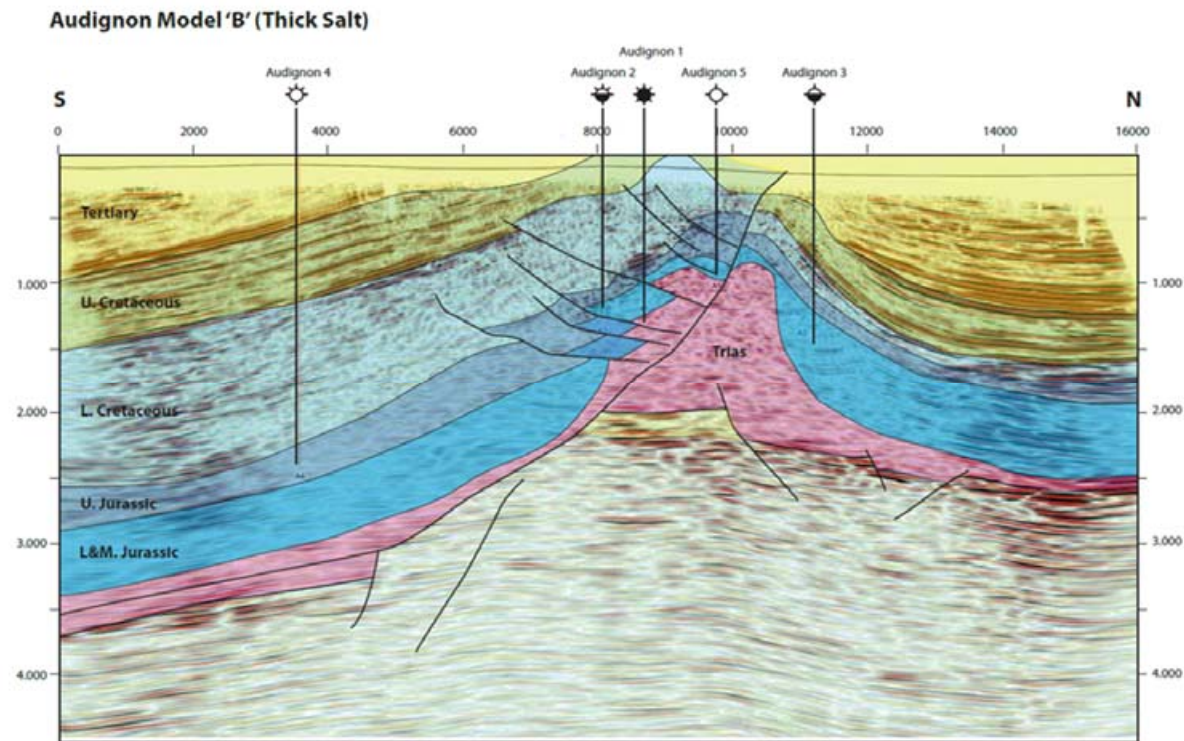 Audignon Model ‘B’ (Thick Salt)
Audignon 1
Audignon 4
Audignon 2
Audignon 5
Audignon 3
S
N
0
2000
4000
6000
8000
10000
12000
14000
16000
Tertiary
1.000
1.000
U. Cretaceous
Trias
L. Cretaceous
2.000
2.000
U. Jurassic
3.000
3.000
L&M. Jurassic
4.000
4.000